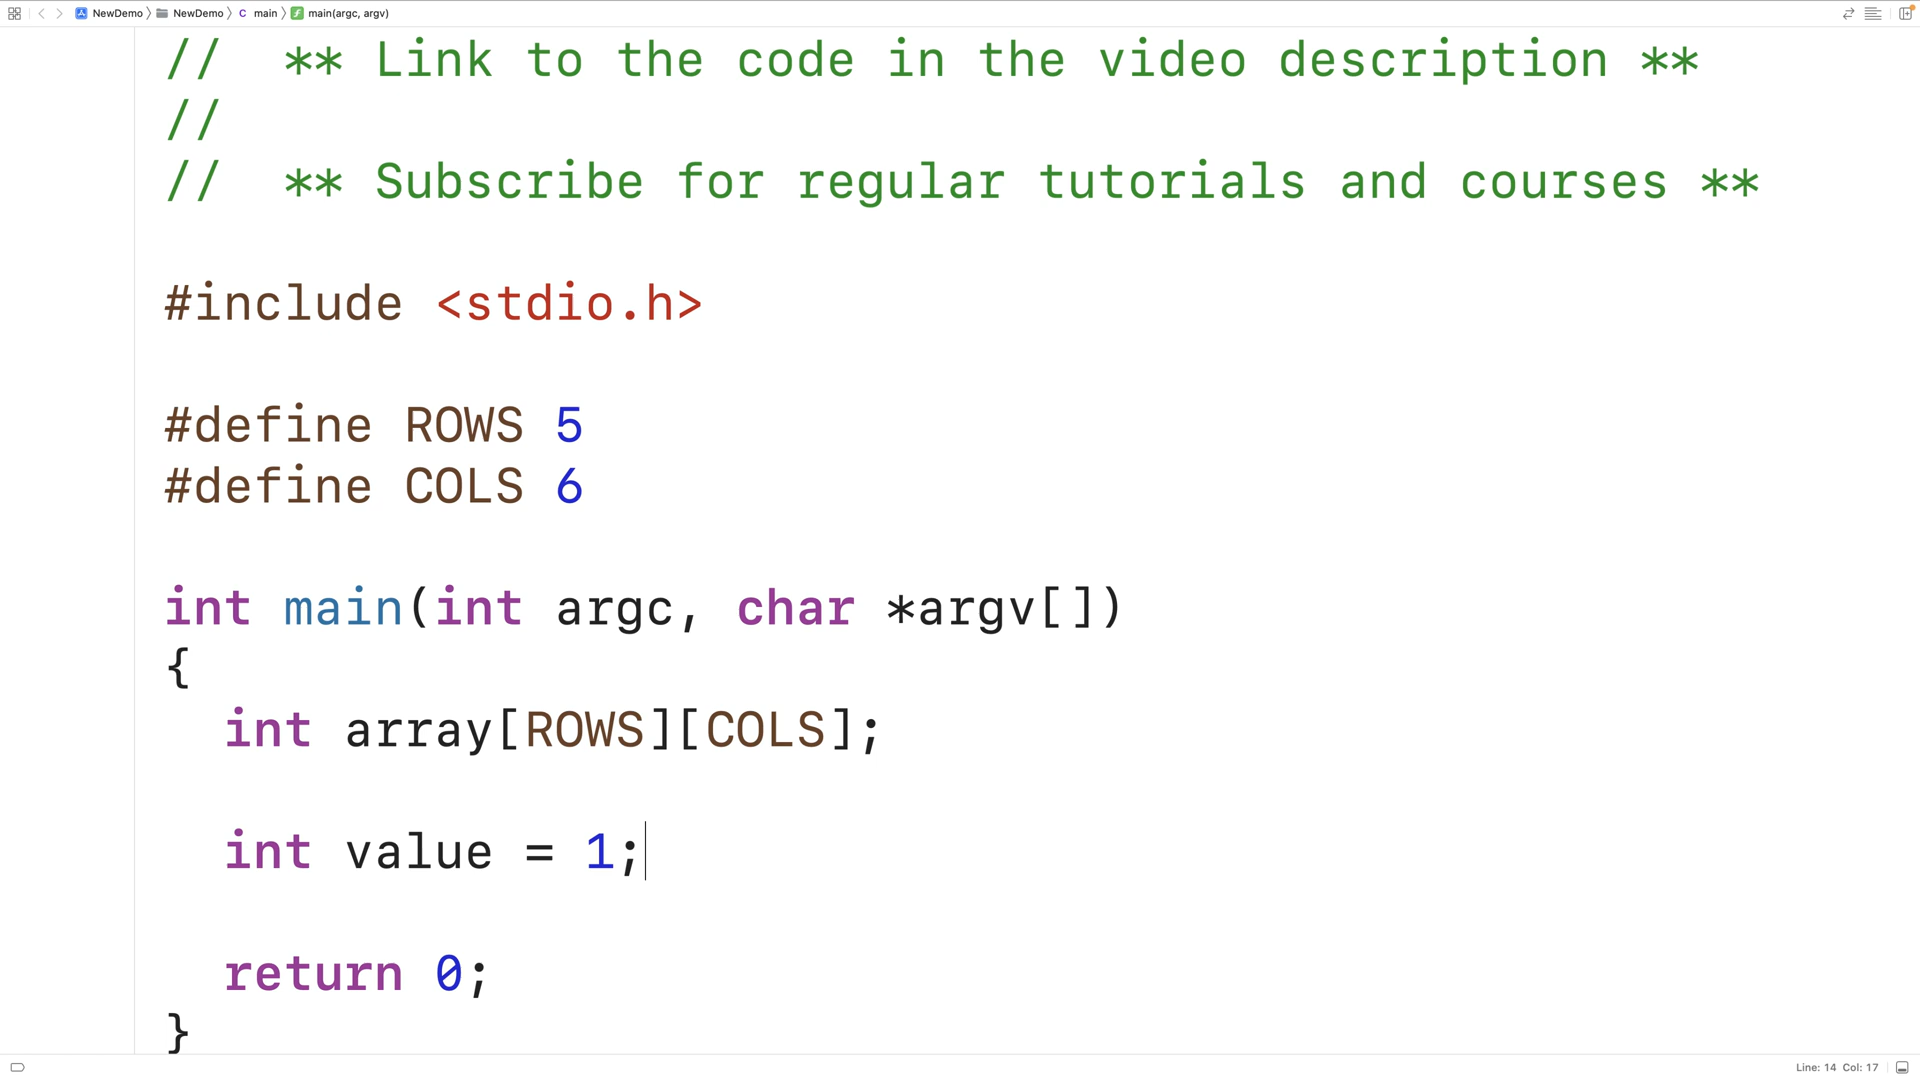 NewDemo NewDemo C main f main(argc, argv)
// ** Link to the code in the video description **
//
// ** Subscribe for regular tutorials and courses **
#include <stdio.h>
#define ROWS 5
#define COLS 6
int main(int argc, char *argv[])
{
int array[ROWS][COLS];
int value = 1;
return 0;
}
Line: 14 Col: 17